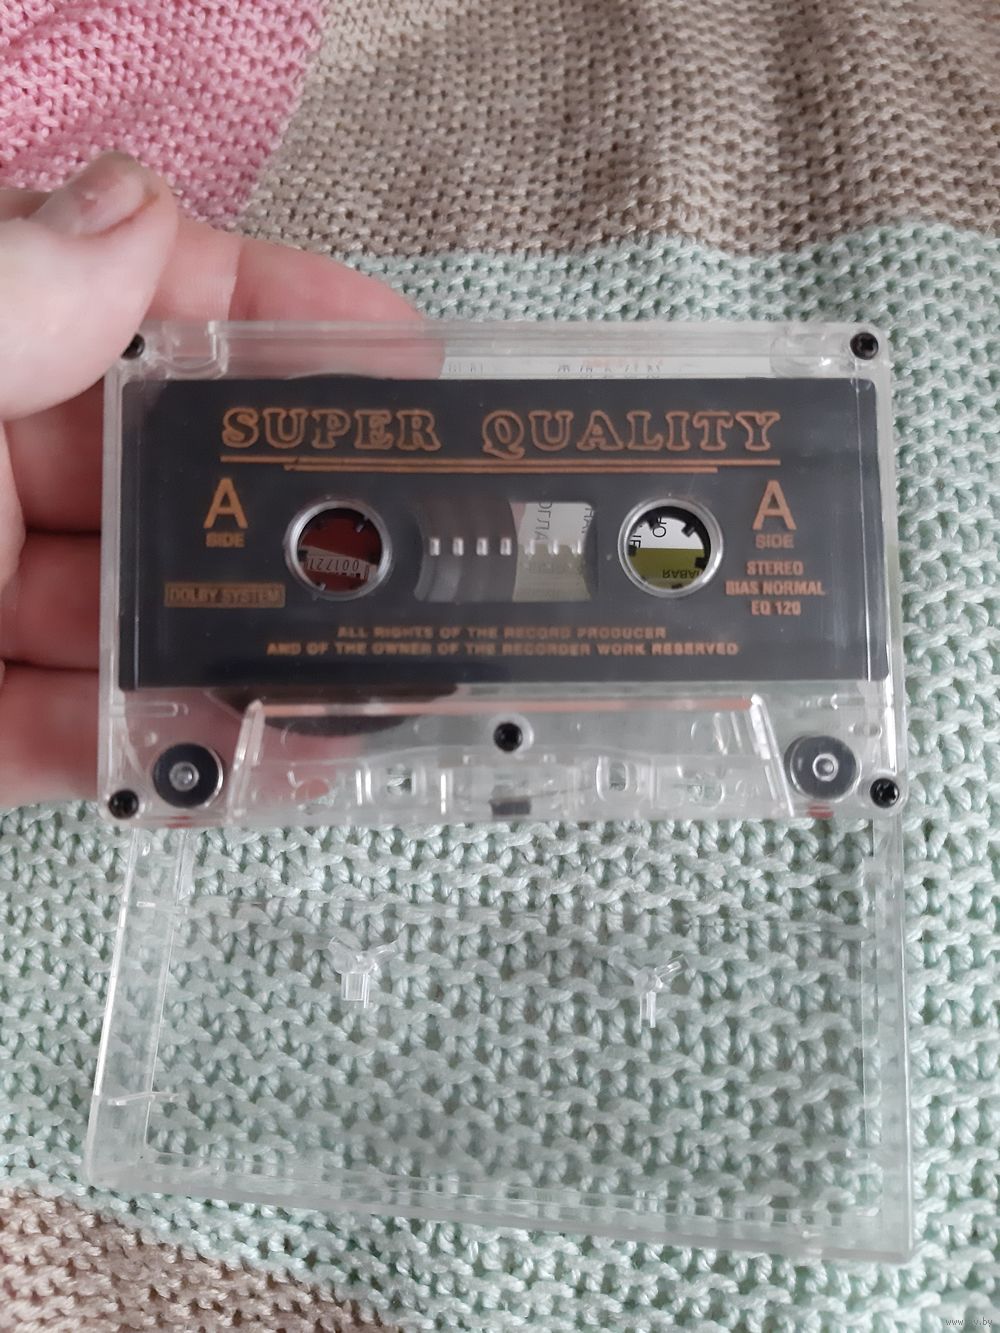 SUPER QUALITY
A A
SIDE SIDE
STEREO
DOLBY SYSTEM BIAS NORMAL
EQ 120
001721
ALL RIGHTS OF THE RECORD PRODUCER
AND OF THE OWNER OF THE RECORDER WORK RESERVED